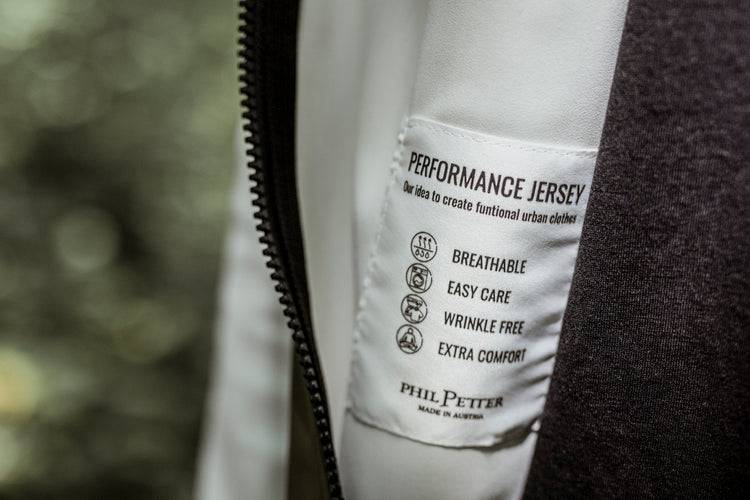 PERFORMANCE JERSEY
Our idea to create funtional urban clothes
BREATHABLE
EASY CARE
WRINKLE FREE
EXTRA COMFORT
PHIL PETTER
MADE IN AUSTRIA